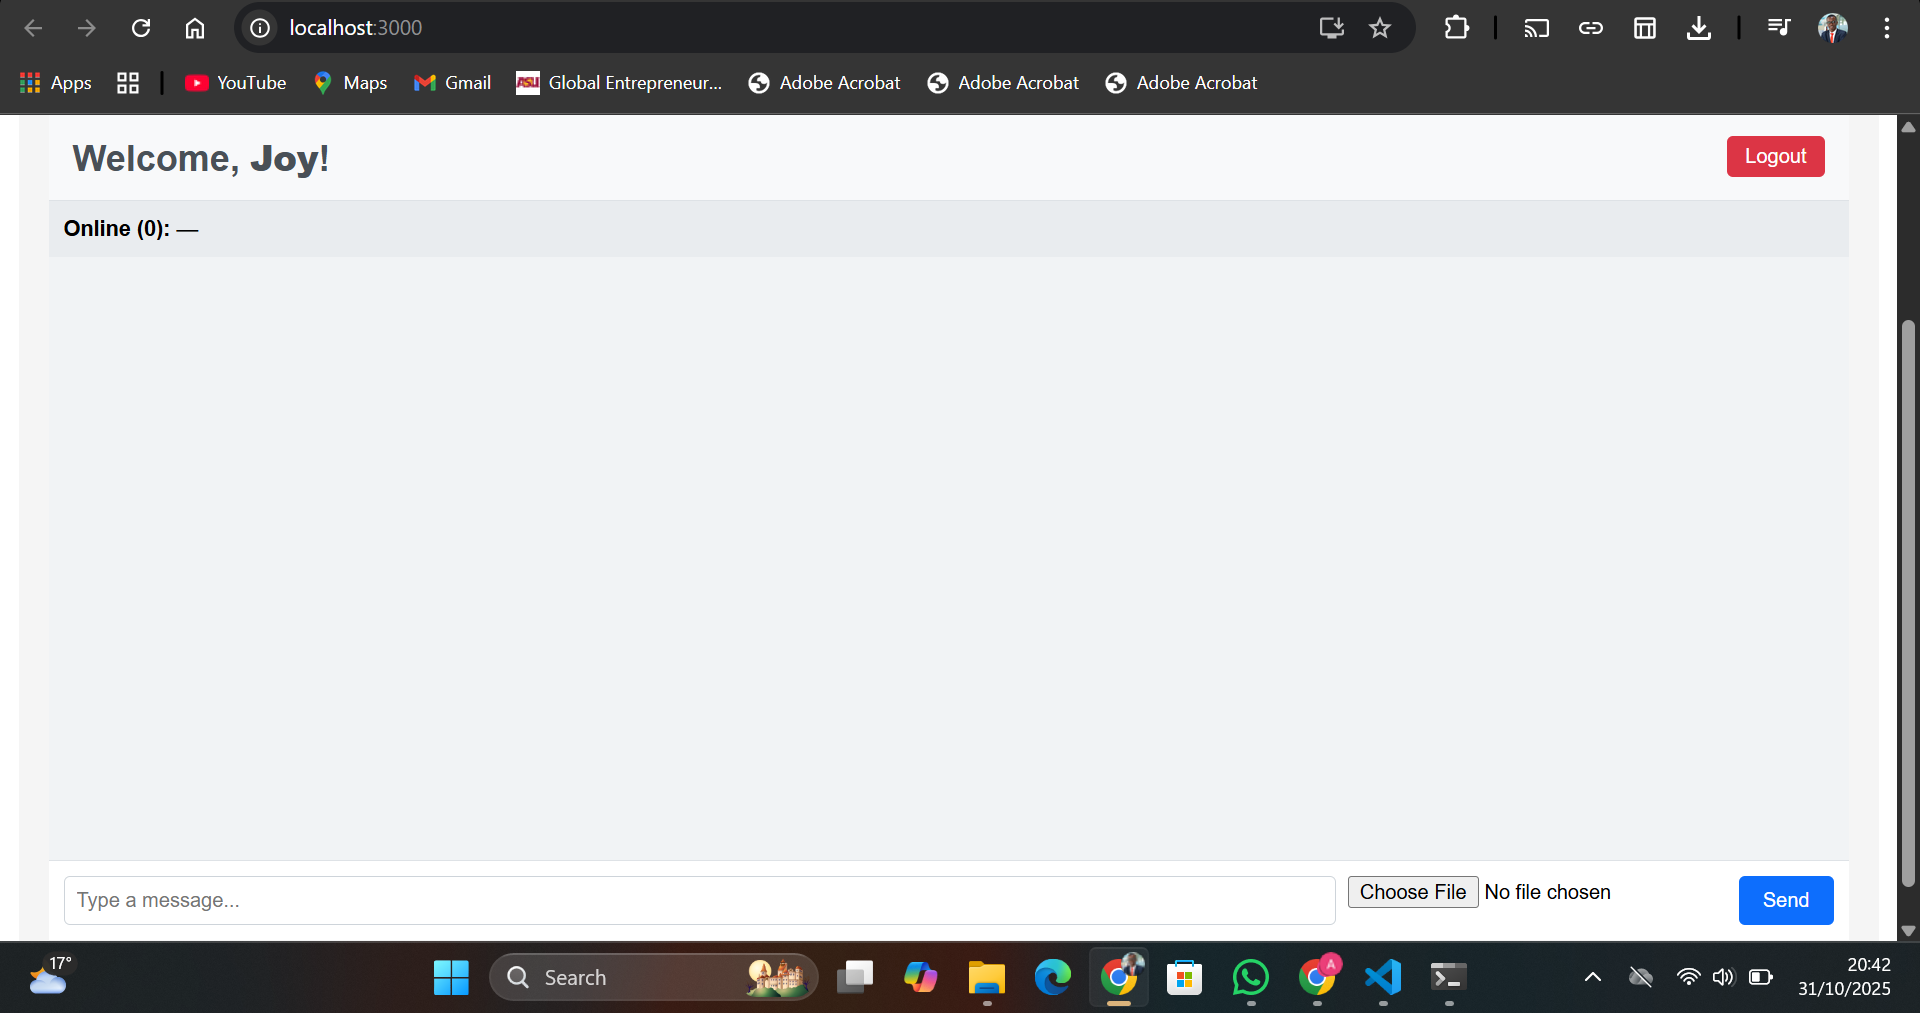 localhost:3000
Apps
YouTube
Maps
Gmail
ASU
Global Entrepreneur...
Adobe Acrobat
Adobe Acrobat
Adobe Acrobat
Welcome, Joy!
Logout
Online (0): —
Type a message...
Choose File No file chosen
Send
17°
Search
A
20:42
31/10/2025